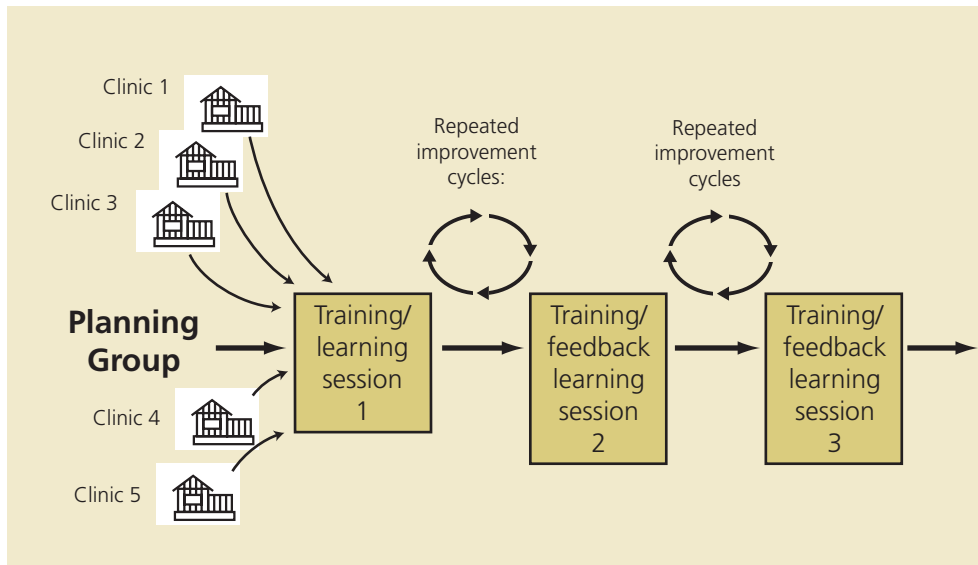 Clinic 1
Clinic 2
Clinic 3
Planning
Group
Clinic 4
Clinic 5
Training/
learning
session
1
Repeated
improvement
cycles:
Training/
feedback
learning
session
2
Repeated
improvement
cycles
Training/
feedback
learning
session
3